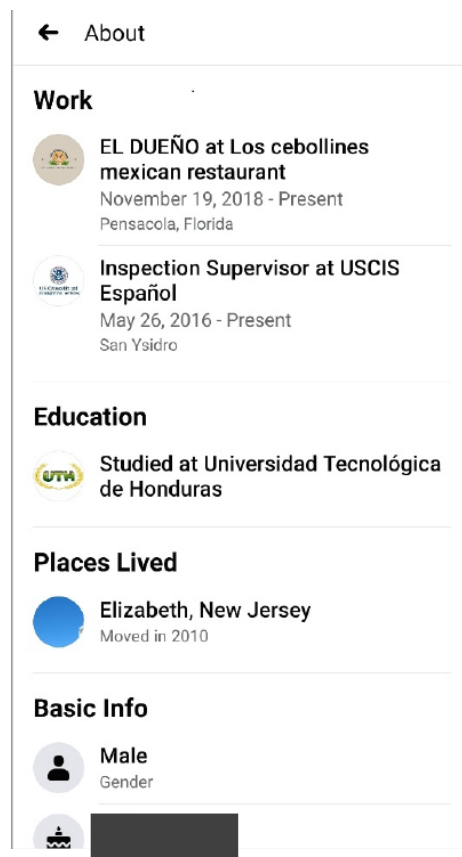 About
Work
EL DUEÑO at Los cebollines
mexican restaurant
November 19, 2018 - Present
Pensacola, Florida
Inspection Supervisor at USCIS
Español
May 26, 2016 - Present
San Ysidro
Education
UTH
Studied at Universidad Tecnológica
de Honduras
Places Lived
Elizabeth, New Jersey
Moved in 2010
Basic Info
Male
Gender